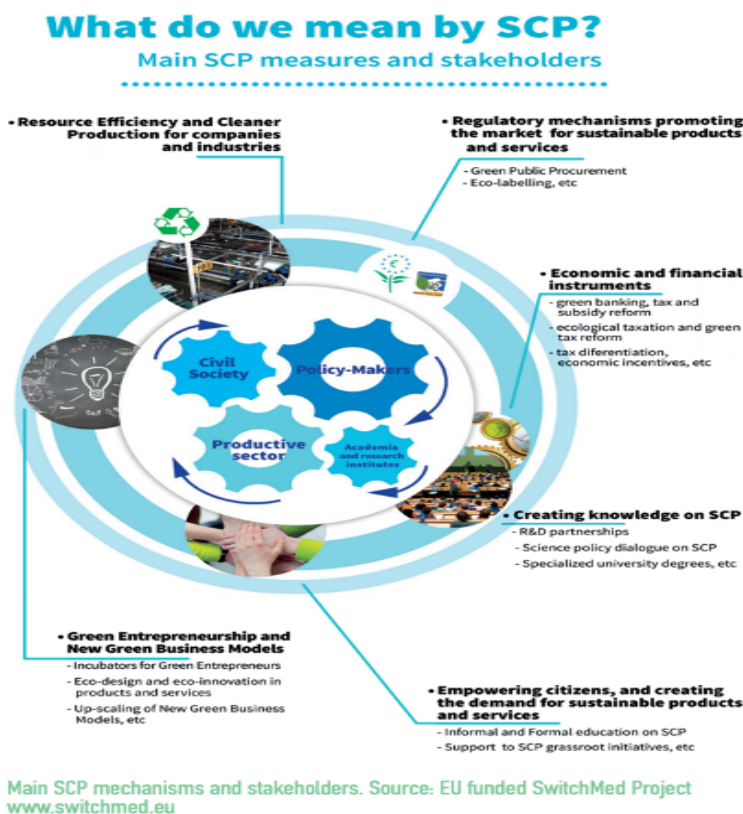 What do we mean by SCP?
Main SCP measures and stakeholders
• Resource Efficiency and Cleaner
Production for companies
and industries
• Regulatory mechanisms promoting
the market for sustainable products
and services
- Green Public Procurement
- Eco-labelling, etc
• Economic and financial
instruments
- green banking, tax and
subsidy reform
- ecological taxation and green
tax reform
- tax diferentiation,
economic incentives, etc
Civil
Society
Policy-Makers
Productive
sector
Academia
and research
institutes
• Creating knowledge on SCP
- R&D partnerships
- Science policy dialogue on SCP
- Specialized university degrees, etc
• Green Entrepreneurship and
New Green Business Models
- Incubators for Green Entrepreneurs
- Eco-design and eco-innovation in
products and services
- Up-scaling of New Green Business
Models, etc
• Empowering citizens, and creating
the demand for sustainable products
and services
- Informal and Formal education on SCP
- Support to SCP grassroot initiatives, etc
Main SCP mechanisms and stakeholders. Source: EU funded SwitchMed Project
www.switchmed.eu